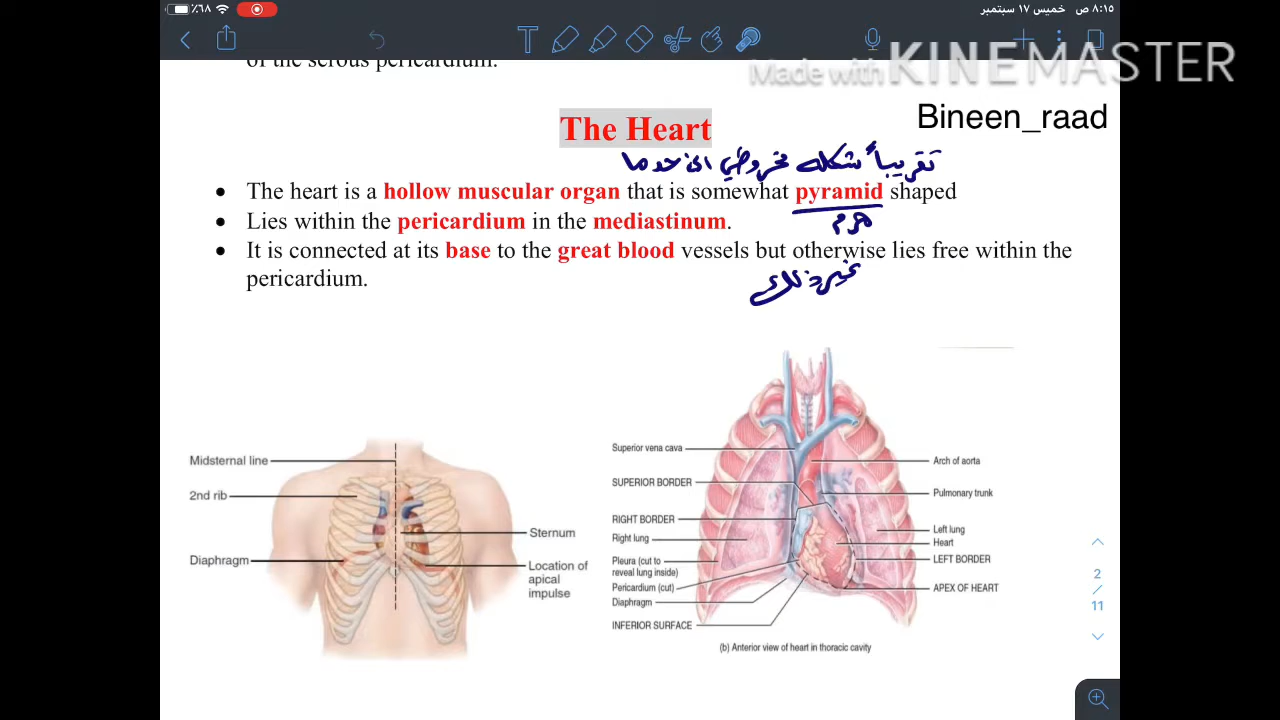 ٨:١٥ ص خميس ١٧ سبتمبر
٪٦٨
of the serous pericardium.
Made with KINEMASTER
Bineen_raad
The Heart
تقريباً شكله مخروطي الى حد ما
• The heart is a hollow muscular organ that is somewhat pyramid shaped
• Lies within the pericardium in the mediastinum.
هرم
• It is connected at its base to the great blood vessels but otherwise lies free within the
pericardium.
غير ذلك
Midsternal line
2nd rib
Diaphragm
Sternum
Location of
apical
impulse
Superior vena cava
SUPERIOR BORDER
RIGHT BORDER
Right lung
Pleura (cut to
reveal lung inside)
Pericardium (cut)
Diaphragm
INFERIOR SURFACE
Arch of aorta
Pulmonary trunk
Left lung
Heart
LEFT BORDER
APEX OF HEART
(b) Anterior view of heart in thoracic cavity
2
/
11